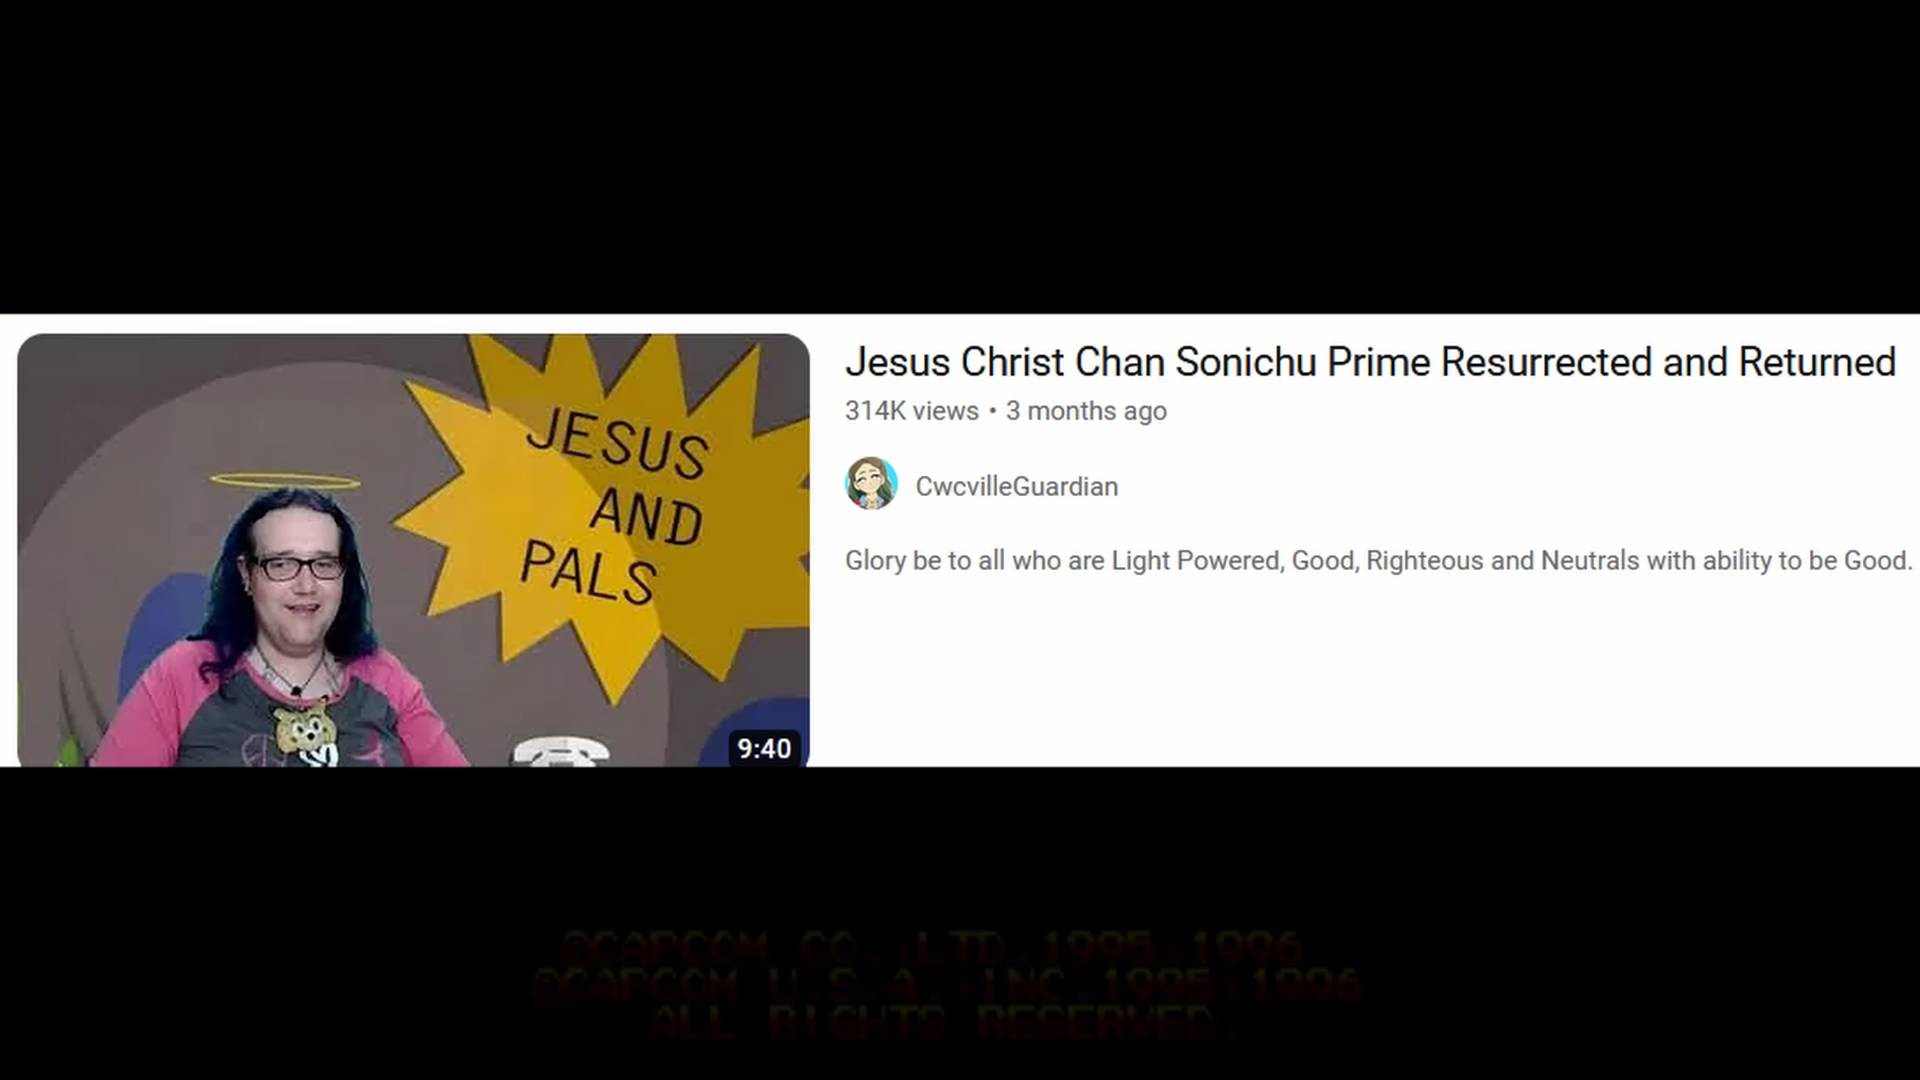 JESUS
AND
PALS
9:40
Jesus Christ Chan Sonichu Prime Resurrected and Returned
314K views • 3 months ago
CwcvilleGuardian
Glory be to all who are Light Powered, Good, Righteous and Neutrals with ability to be Good.
©CAPCOM CO.,LTD.1995,1996
©CAPCOM U.S.A.,INC.1995,1996
ALL RIGHTS RESERVED.